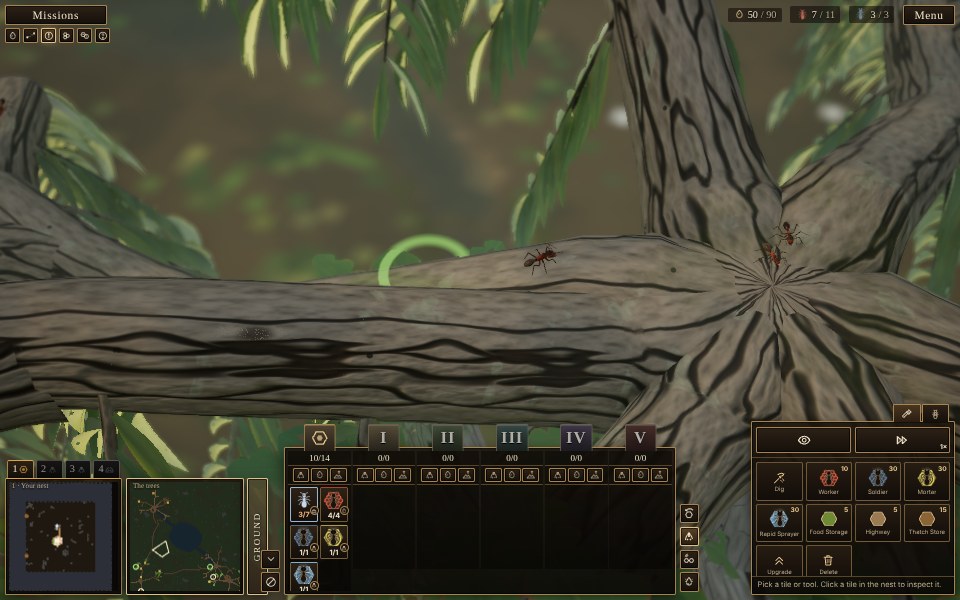 Missions
50 / 90
7 / 11
3 / 3
Menu
I
II
III
IV
V
10/14
0/0
0/0
0/0
0/0
0/0
1
2
3
4
1 - Your nest
The trees
GROUND
3/7
4/4
1/1
1/1
1/1
1x
Dig
10
Worker
30
Soldier
30
Mortar
30
Rapid Sprayer
5
Food Storage
5
Highway
15
Thatch Store
Upgrade
Delete
Pick a tile or tool. Click a tile in the nest to inspect it.